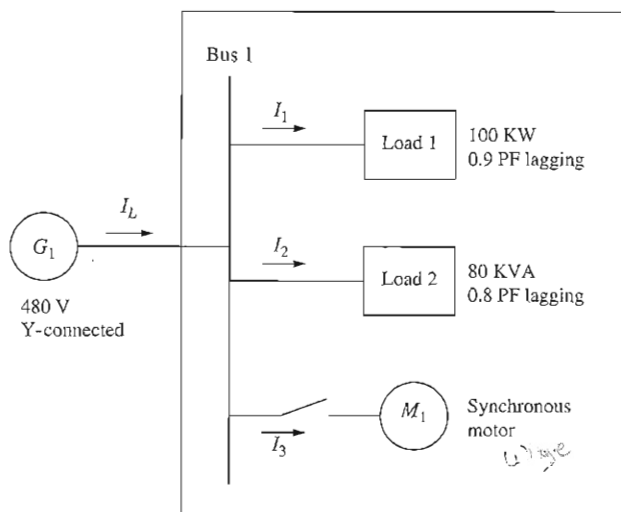 Bus 1
I1
Load 1
100 KW
0.9 PF lagging
IL
G1
480 V
Y-connected
I2
Load 2
80 KVA
0.8 PF lagging
I3
M1
Synchronous
motor